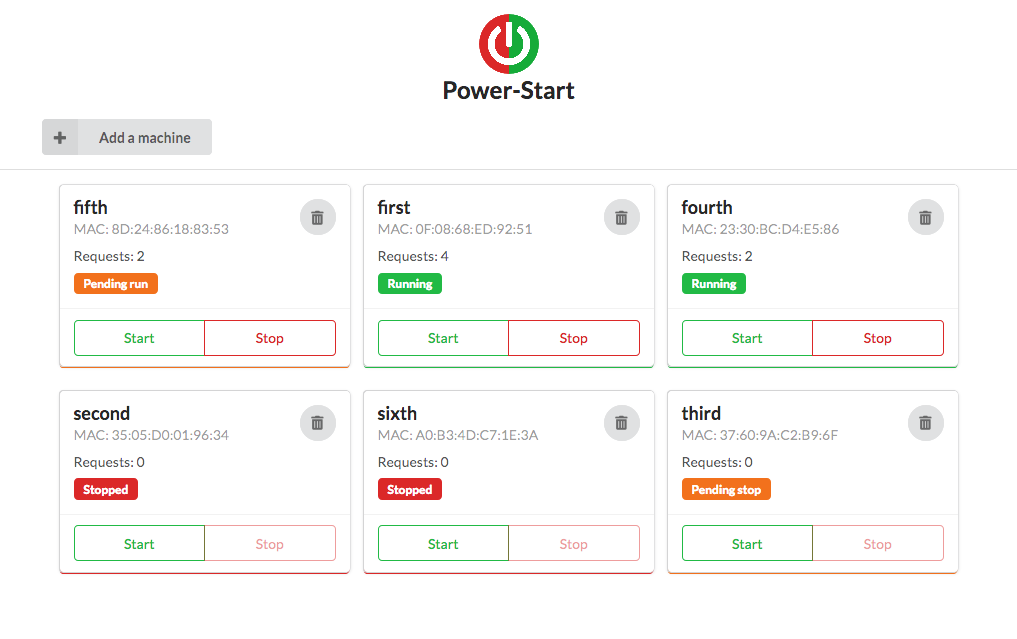 Power-Start
Add a machine
fifth
MAC: 8D:24:86:18:83:53
Requests: 2
Pending run
Start Stop
first
MAC: 0F:08:68:ED:92:51
Requests: 4
Running
Start Stop
fourth
MAC: 23:30:BC:D4:E5:86
Requests: 2
Running
Start Stop
second
MAC: 35:05:D0:01:96:34
Requests: 0
Stopped
Start Stop
sixth
MAC: A0:B3:4D:C7:1E:3A
Requests: 0
Stopped
Start Stop
third
MAC: 37:60:9A:C2:B9:6F
Requests: 0
Pending stop
Start Stop